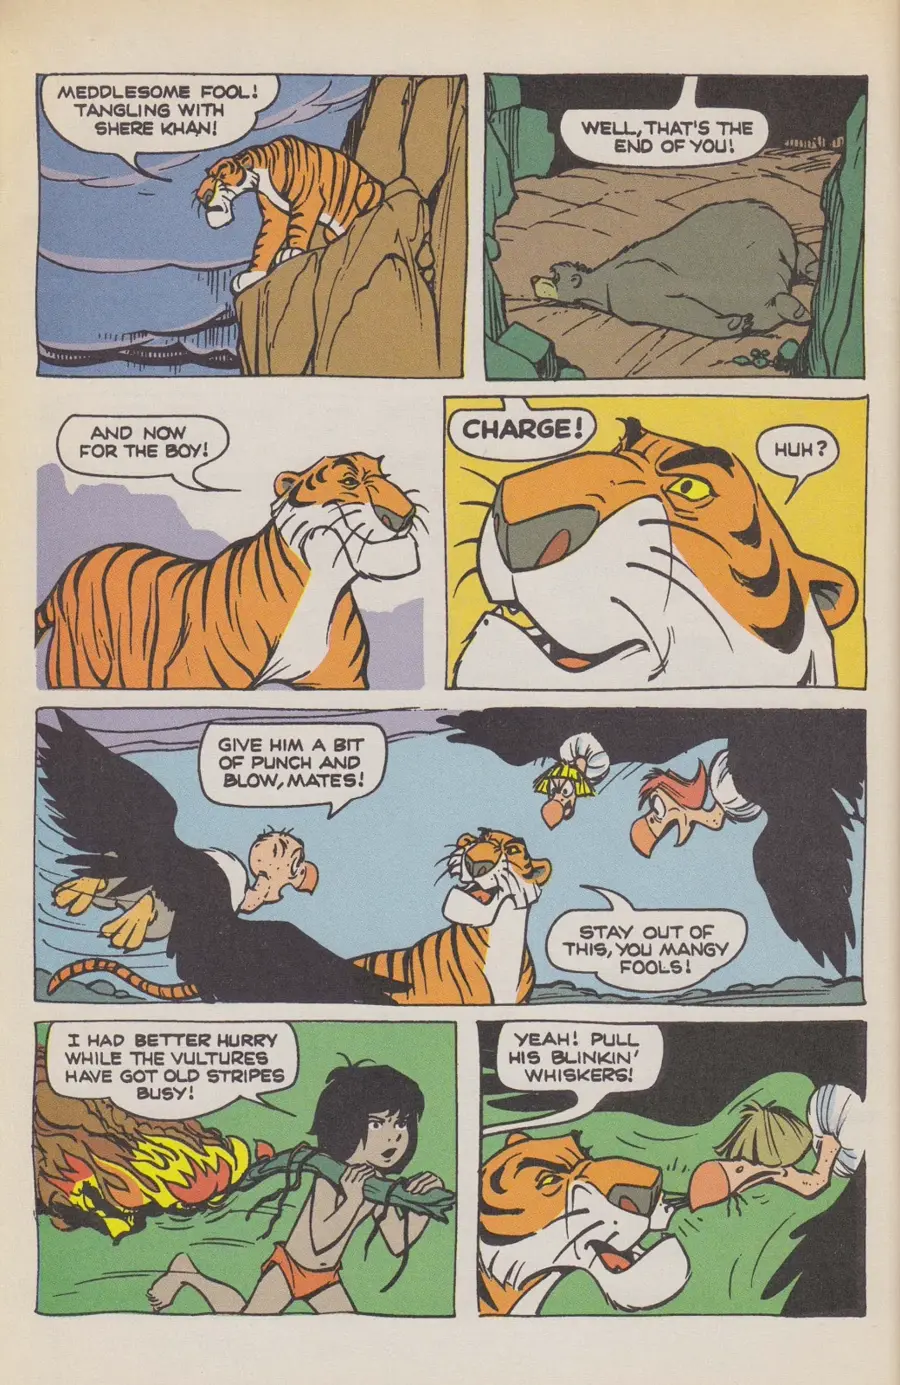 MEDDLESOME FOOL!
TANGLING WITH
SHERE KHAN!
WELL, THAT'S THE
END OF YOU!
AND NOW
FOR THE BOY!
CHARGE!
HUH?
GIVE HIM A BIT
OF PUNCH AND
BLOW, MATES!
STAY OUT OF
THIS, YOU MANGY
FOOLS!
I HAD BETTER HURRY
WHILE THE VULTURES
HAVE GOT OLD STRIPES
BUSY!
YEAH! PULL
HIS BLINKIN'
WHISKERS!